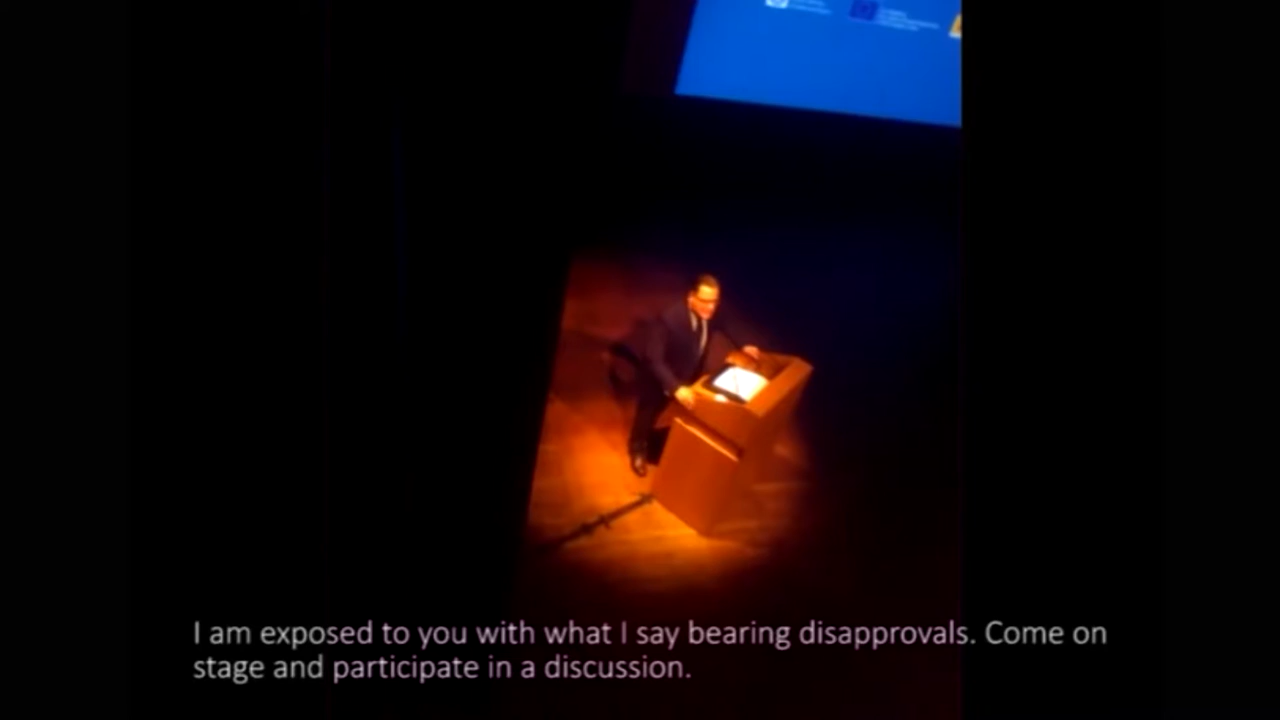 I am exposed to you with what I say bearing disapprovals. Come on
stage and participate in a discussion.